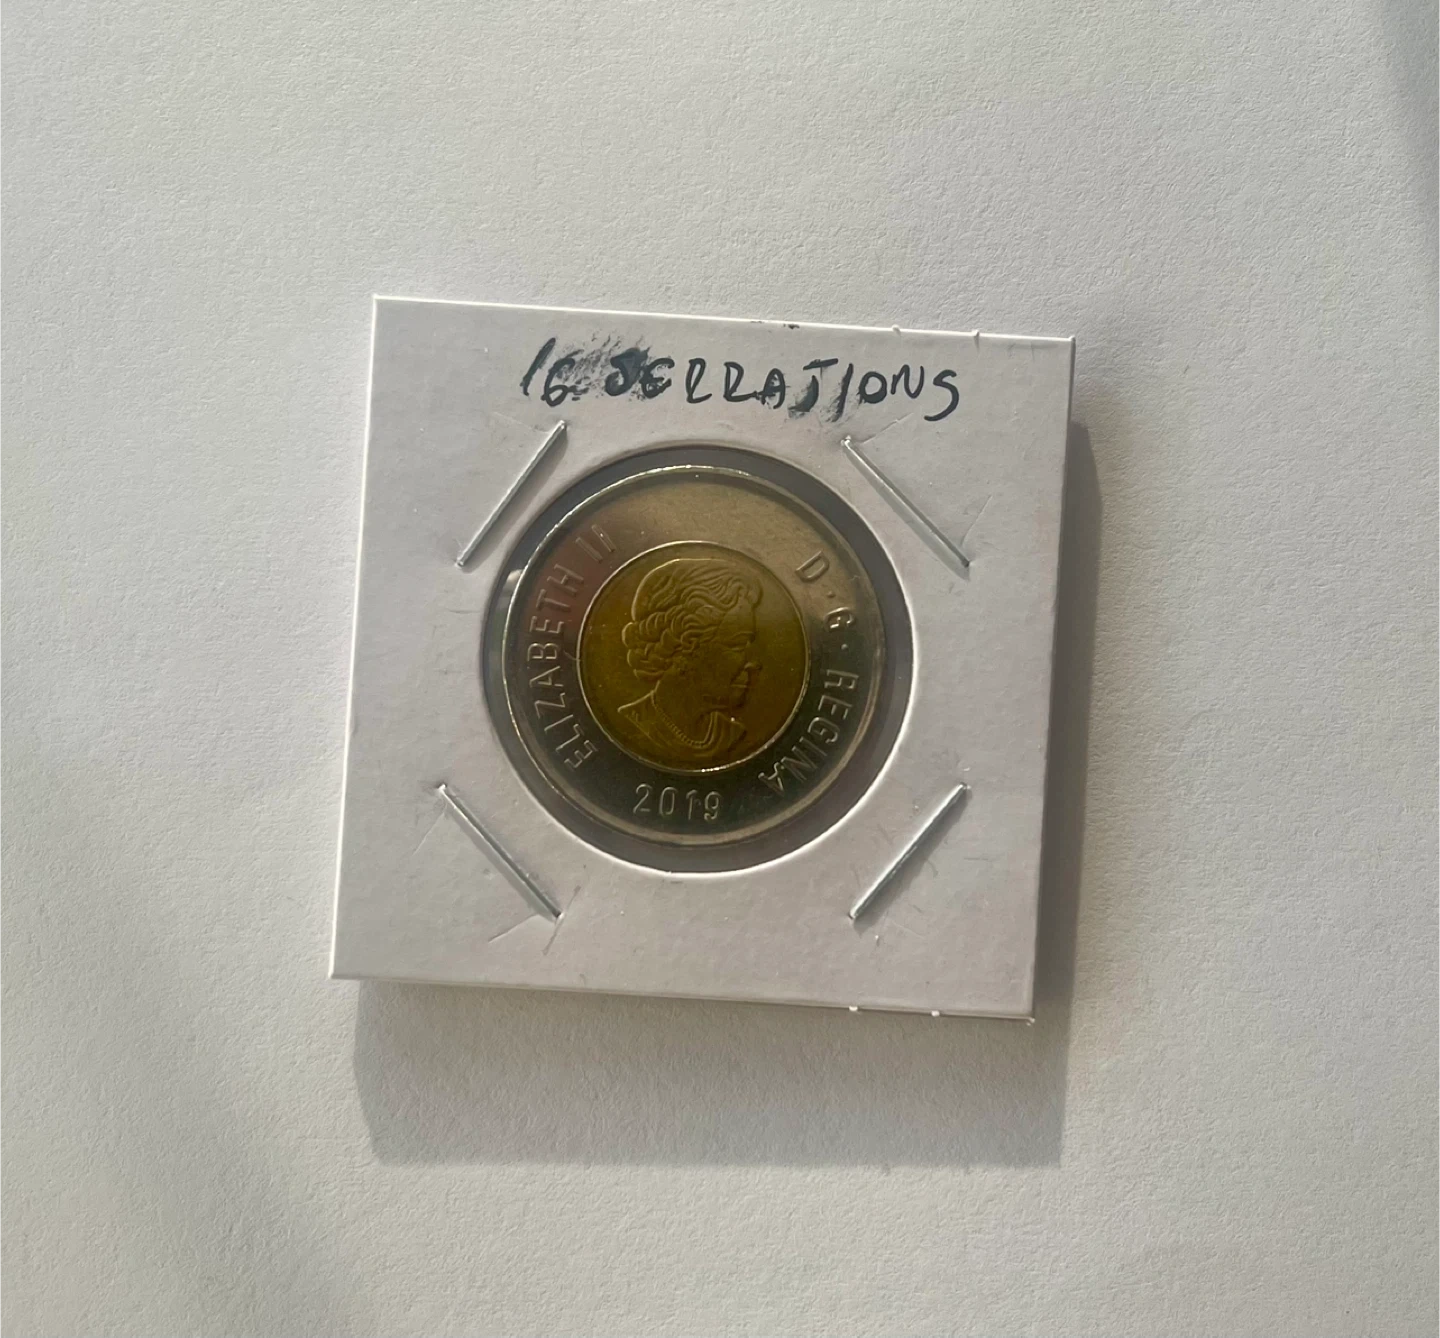 16 SERRATIONS
ELIZABETH II D·G·REGINA
2019